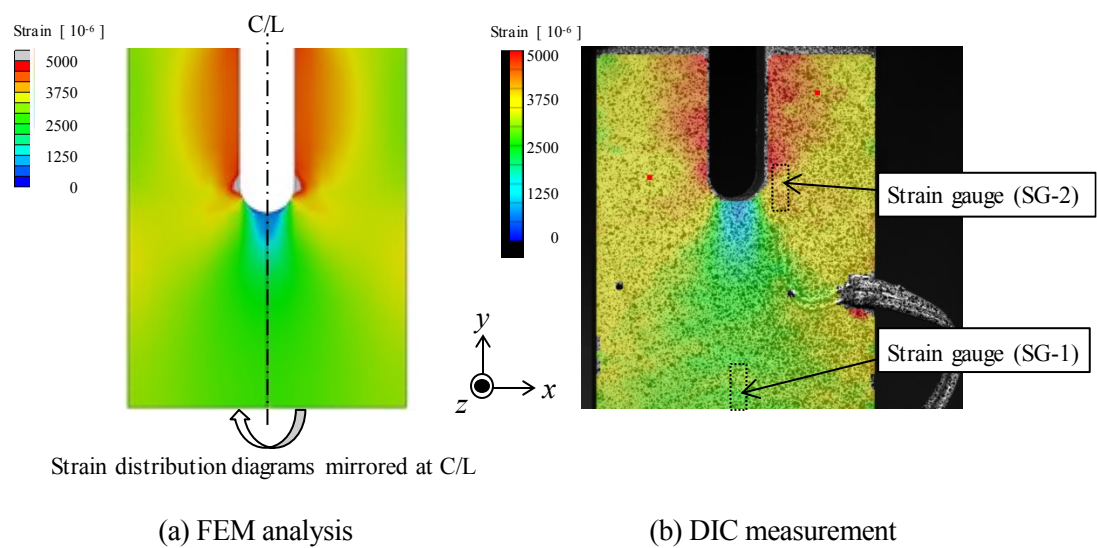 C/L
Strain [ 10-6 ]
5000
3750
2500
1250
0
Strain distribution diagrams mirrored at C/L
(a) FEM analysis
y
x
z
Strain [ 10-6 ]
5000
3750
2500
1250
0
Strain gauge (SG-2)
Strain gauge (SG-1)
(b) DIC measurement